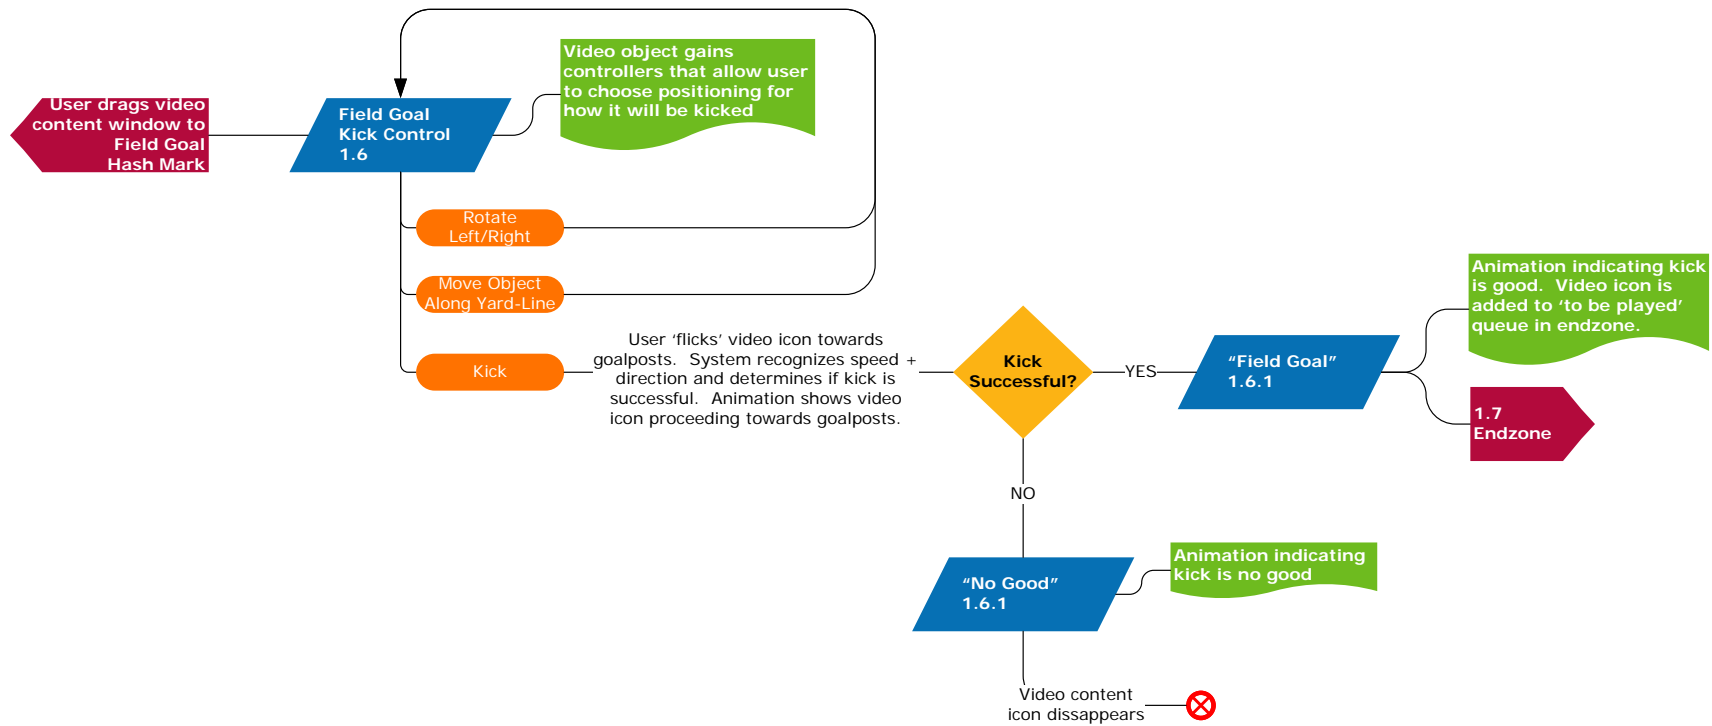 User drags video
content window to
Field Goal
Hash Mark
Field Goal
Kick Control
1.6
Video object gains
controllers that allow user
to choose positioning for
how it will be kicked
Rotate
Left/Right
Move Object
Along Yard-Line
Kick
User ‘flicks’ video icon towards
goalposts.  System recognizes speed +
direction and determines if kick is
successful.  Animation shows video
icon proceeding towards goalposts.
Kick
Successful?
YES
“Field Goal”
1.6.1
Animation indicating kick
is good.  Video icon is
added to ‘to be played’
queue in endzone.
1.7
Endzone
NO
“No Good”
1.6.1
Animation indicating
kick is no good
Video content
icon dissappears